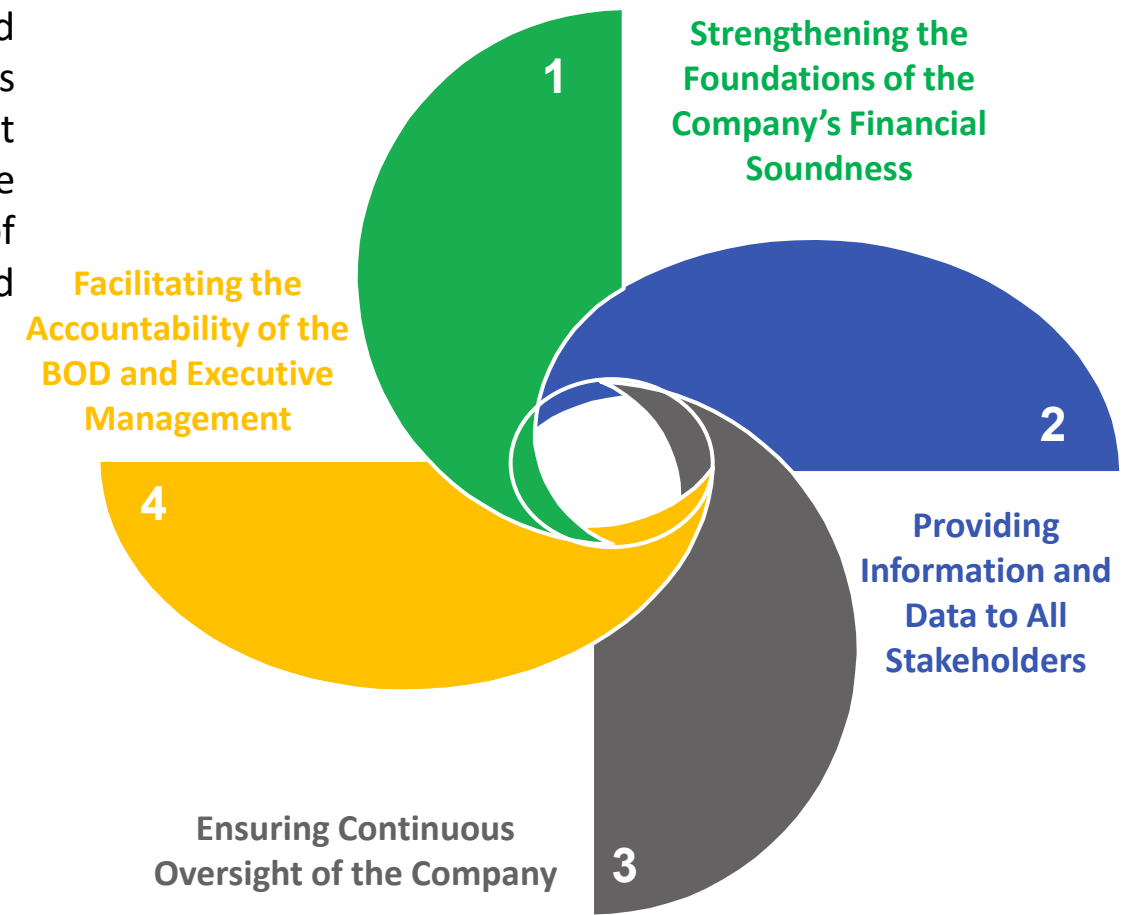 d
s
t
e
of
d
1
Strengthening the
Foundations of the
Company’s Financial
Soundness
2
Providing
Information and
Data to All
Stakeholders
3
Ensuring Continuous
Oversight of the Company
4
Facilitating the
Accountability of the
BOD and Executive
Management